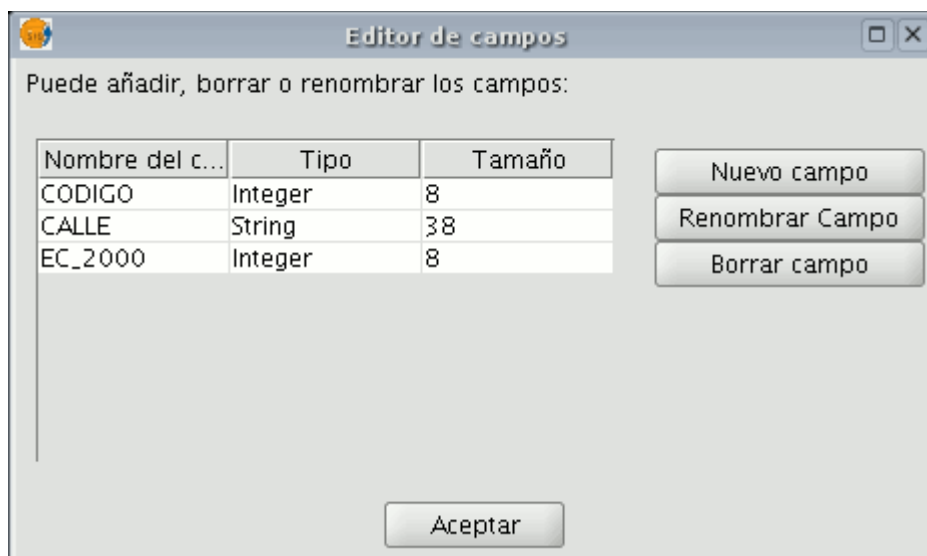 Editor de campos
Puede añadir, borrar o renombrar los campos:
Nombre del c... Tipo Tamaño
CODIGO Integer 8
CALLE String 38
EC_2000 Integer 8
Nuevo campo
Renombrar Campo
Borrar campo
Aceptar